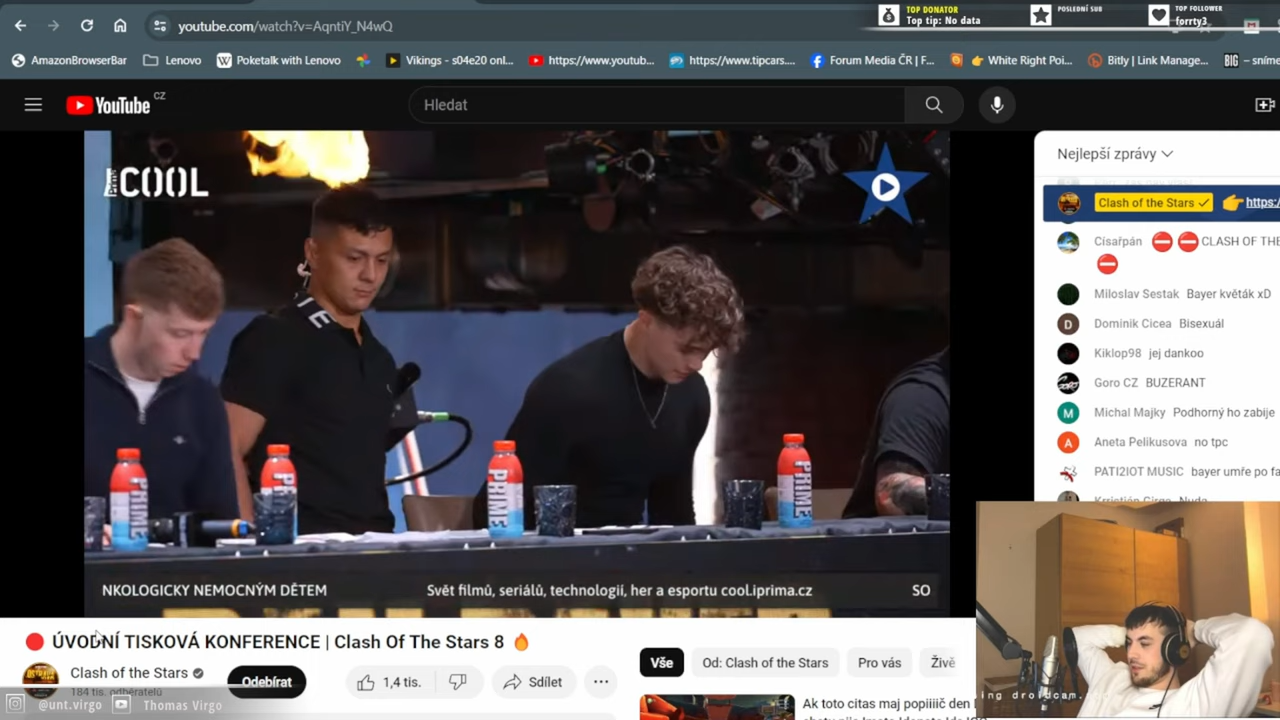 TOP DONATOR
Top tip: No data
POSLEDNÍ SUB
TOP FOLLOWER
forrty3
youtube.com/watch?v=AqntiY_N4wQ
AmazonBrowserBar
Lenovo
Poketalk with Lenovo
Vikings - s04e20 onl...
https://www.youtub...
https://www.tipcars....
Forum Media ČR | F...
White Right Poi...
Bitly | Link Manage...
BIG
– sníme
YouTube CZ
Hledat
COOL
PRIME
PRIME
PRIME
PRIME
NKOLOGICKY NEMOCNÝM DĚTEM
Svět filmů, seriálů, technologií, her a esportu cool.iprima.cz
SO
Nejlepší zprávy
Clash of the Stars
https:/
Císařpán CLASH OF THE
Miloslav Sestak Bayer květák xD
D
Dominik Cicea Bisexuál
Kiklop98 jej dankoo
Goro CZ BUZERANT
M
Michal Majky Podhorný ho zabije
A
Aneta Pelikusova no tpc
PATI2IOT MUSIC bayer umře po fa
ÚVODNÍ TISKOVÁ KONFERENCE | Clash Of The Stars 8
Clash of the Stars
184 tis. odběratelů
Odebírat
1,4 tis.
Sdílet
Vše
Od: Clash of the Stars
Pro vás
Živě
Ak toto citas maj popiiiič den
@unt.virgo
Thomas Virgo